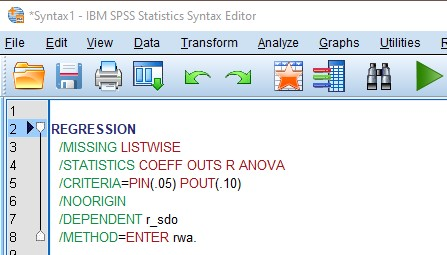 *Syntax1 - IBM SPSS Statistics Syntax Editor
File Edit View Data Transform Analyze Graphs Utilities
1
2 REGRESSION
3 /MISSING LISTWISE
4 /STATISTICS COEFF OUTS R ANOVA
5 /CRITERIA=PIN(.05) POUT(.10)
6 /NOORIGIN
7 /DEPENDENT r_sdo
8 /METHOD=ENTER rwa.
9